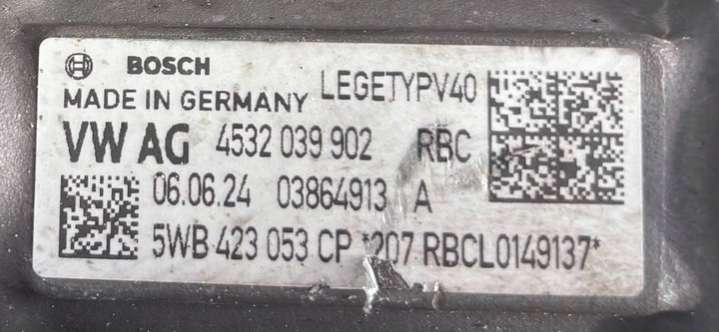 BOSCH
MADE IN GERMANY LEGETYPV40
VW AG 4532 039 902 RBC
06.06.24 03864913 A
5WB 423 053 CP *207 RBCL0149137*